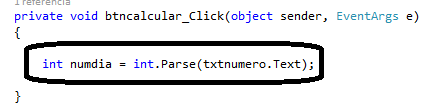 1 referencia
private void btncalcular_Click(object sender, EventArgs e)
{
int numdia = int.Parse(txtnumero.Text);
}